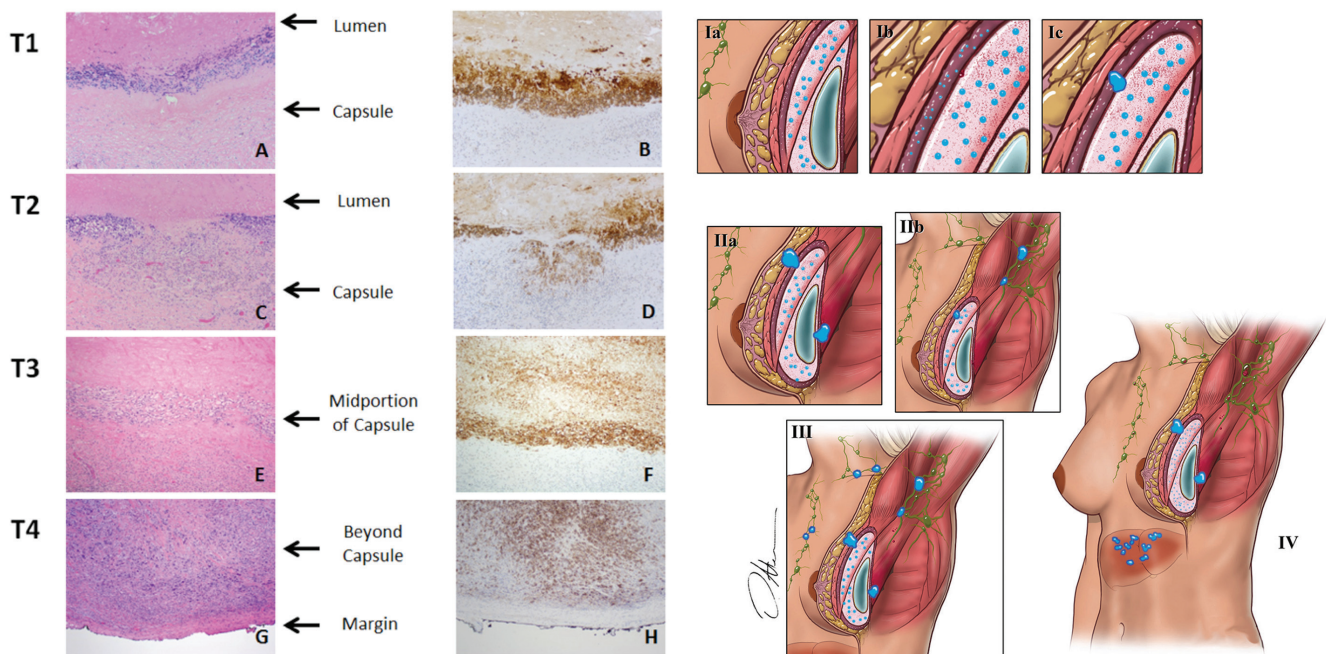 T1
Lumen
Capsule
A
B
T2
Lumen
Capsule
C
D
T3
Midportion
of Capsule
E
F
T4
Beyond
Capsule
Margin
G
H
Ia
Ib
Ic
IIa
IIb
III
IV